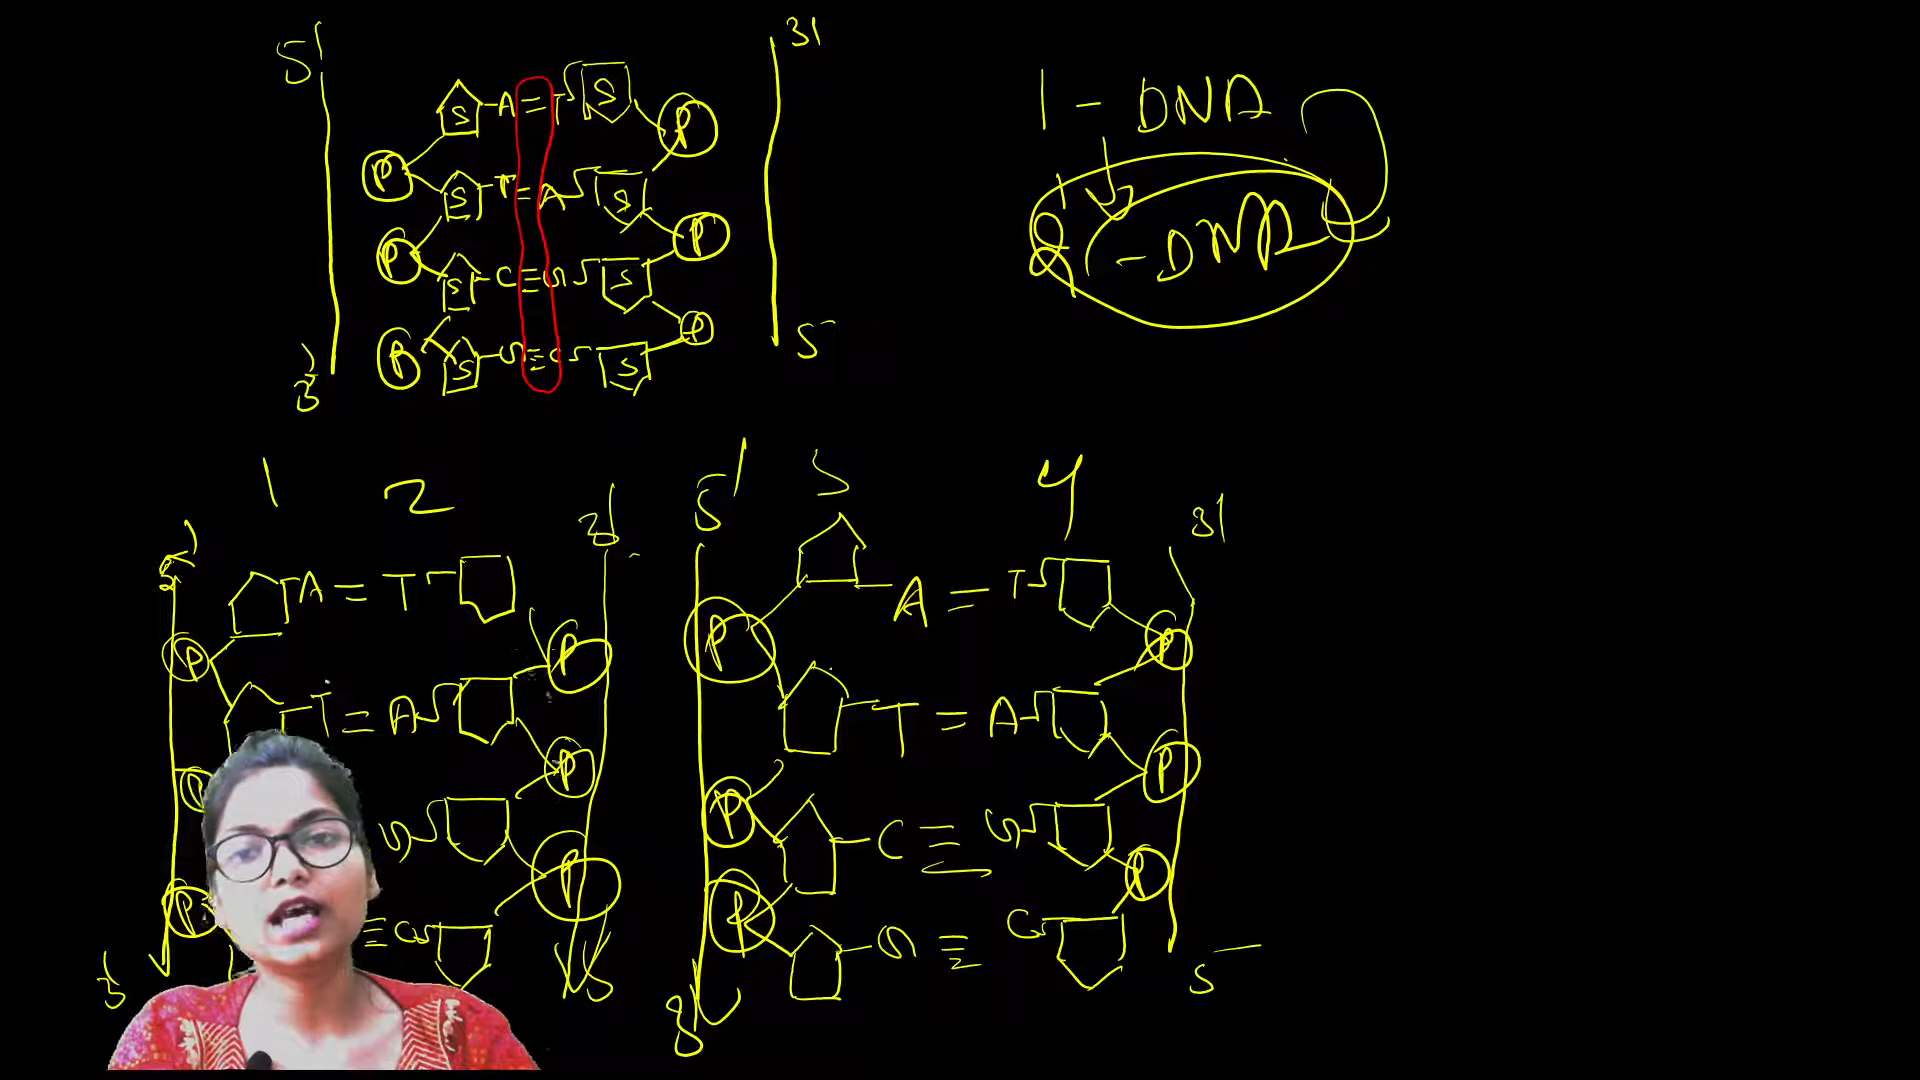 5' 3'
S-A=T S P
P S-T=A S P
P S-C≡G S P
P S-G≡C S
3' 5'
1 - DNA
2 - DNA
1 2
5' 3'
A = T
P P
T = A
P P
G
P P
≡ C
3' 5
3 4
5' 3'
A = T
P P
T = A
P P
C ≡ G
P P
G ≡ C
3' 5